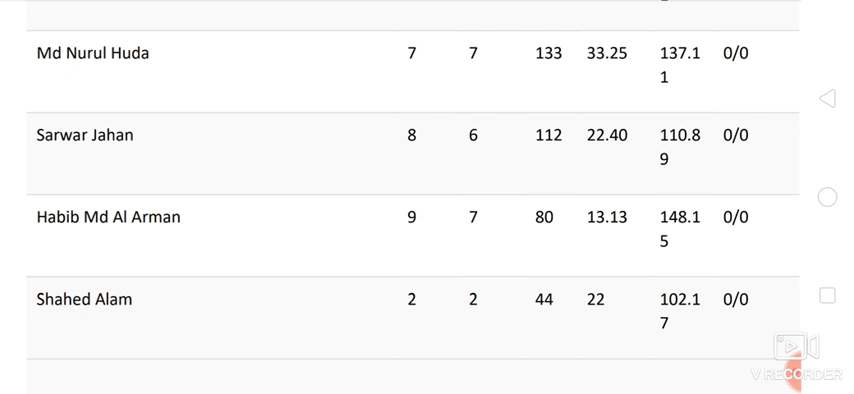 Md Nurul Huda 7 7 133 33.25 137.1 0/0
1
Sarwar Jahan 8 6 112 22.40 110.8 0/0
9
Habib Md Al Arman 9 7 80 13.13 148.1 0/0
5
Shahed Alam 2 2 44 22 102.1 0/0
7
V RECORDER